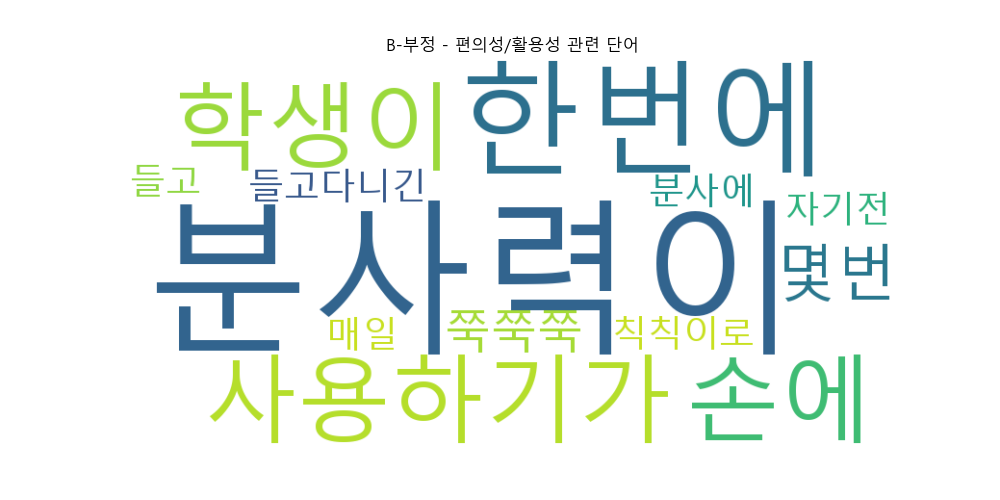 B-부정 - 편의성/활용성 관련 단어
학생이 한번에
들고 들고다니긴 분사에 자기전
분사력이 몇번
매일 쭉쭉쭉 칙칙이로
사용하기가 손에